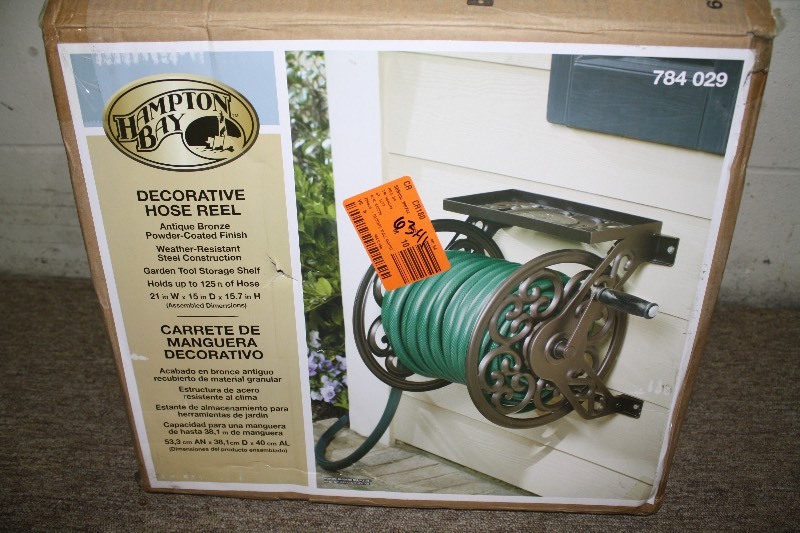 784 029
HAMPTON
BAY
DECORATIVE
HOSE REEL
Antique Bronze
Powder-Coated Finish
Weather-Resistant
Steel Construction
Garden Tool Storage Shelf
Holds up to 125 ft of Hose
21 in W x 15 in D x 15.7 in H
(Assembled Dimensions)
CARRETE DE
MANGUERA
DECORATIVO
Acabado en bronce antiguo
recubierto de material granular
Estructura de acero
resistente al clima
Estante de almacenamiento para
herramientas de jardín
Capacidad para una manguera
de hasta 38,1 m de manguera
53,3 cm AN x 38,1cm D x 40 cm AL
(Dimensiones del producto ensamblado)
CR